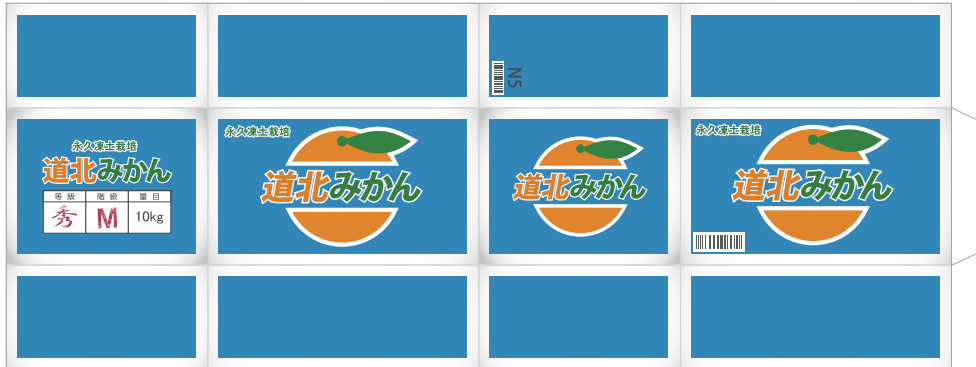 N5
永久凍土栽培
道北みかん
等級 階級 量目
秀 M 10kg
永久凍土栽培
道北みかん
道北みかん
永久凍土栽培
道北みかん